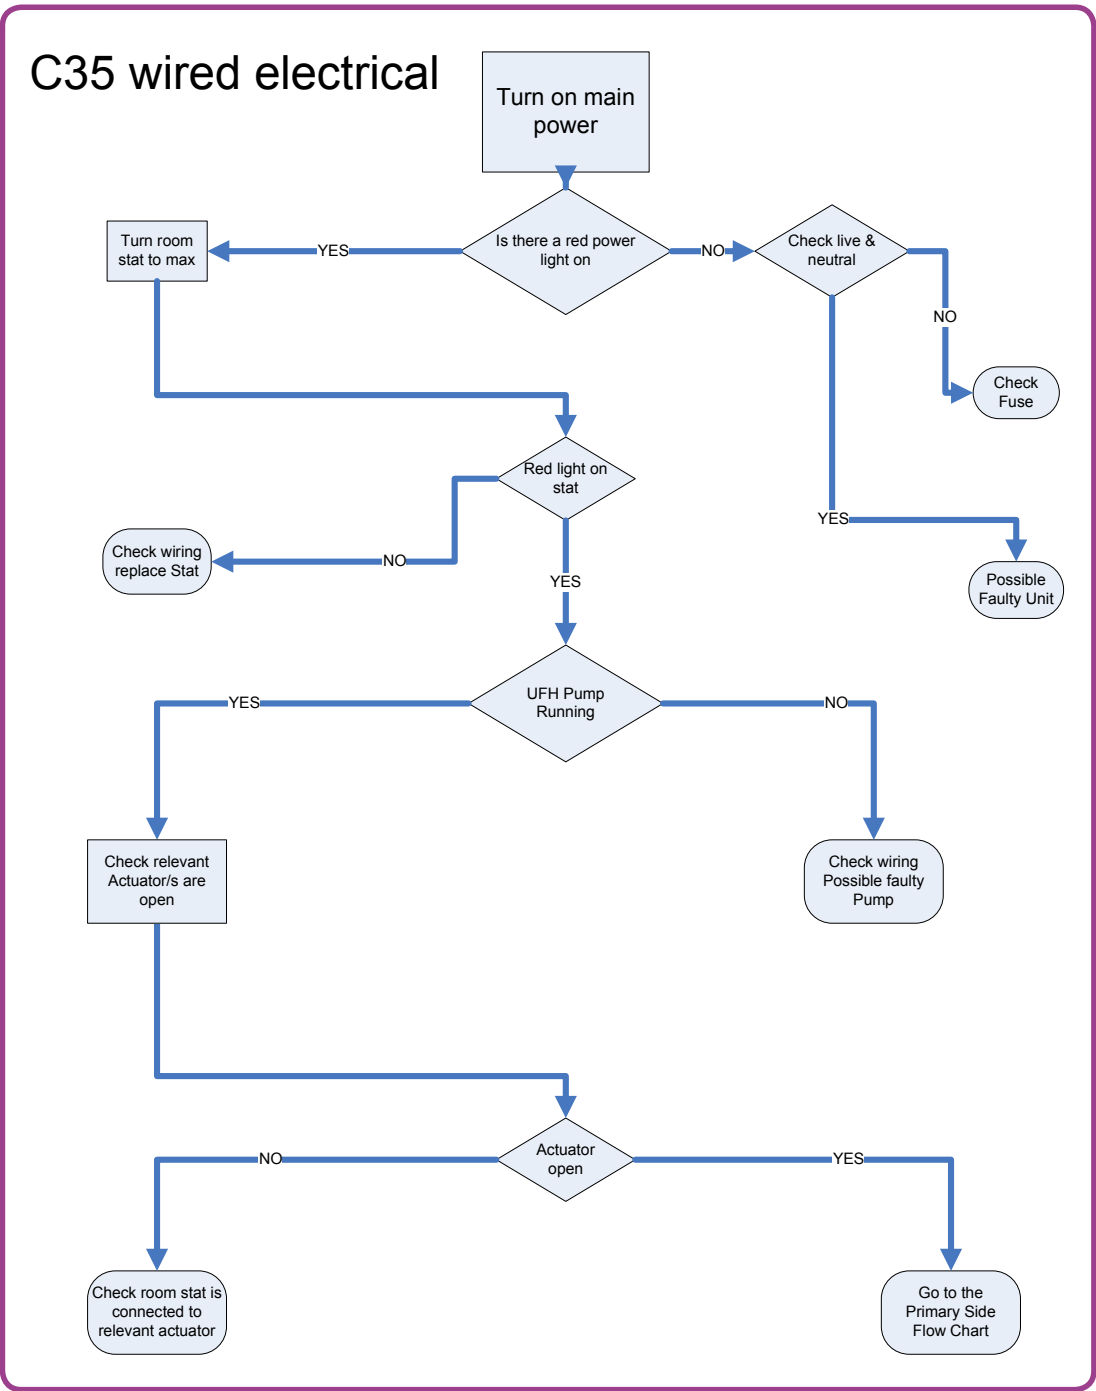 C35 wired electrical
Turn on main
power
Is there a red power
light on
YES
NO
Turn room
stat to max
Check live &
neutral
NO
Check
Fuse
YES
Possible
Faulty Unit
Red light on
stat
NO
Check wiring
replace Stat
YES
UFH Pump
Running
YES
NO
Check relevant
Actuator/s are
open
Check wiring
Possible faulty
Pump
Actuator
open
NO
YES
Check room stat is
connected to
relevant actuator
Go to the
Primary Side
Flow Chart